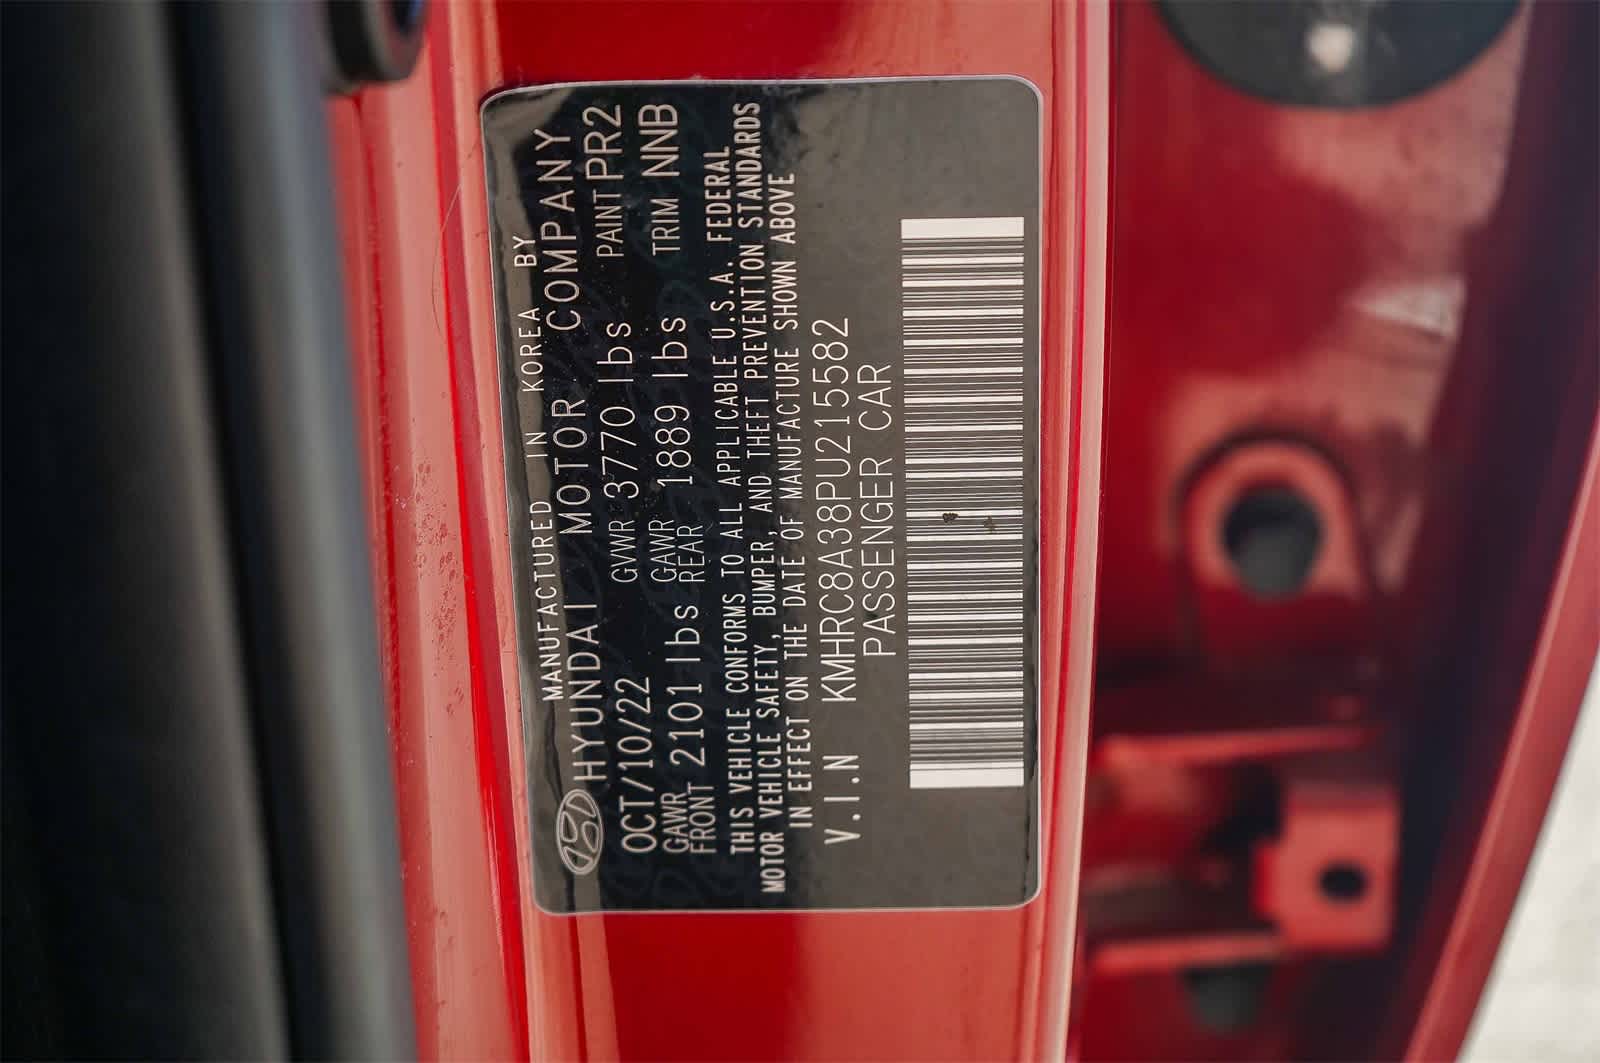 MANUFACTURED IN KOREA BY
HYUNDAI MOTOR COMPANY
OCT/10/22 GVWR 3770 lbs PAINT PR2
GAWR FRONT 2101 lbs GAWR REAR 1889 lbs TRIM NNB
THIS VEHICLE CONFORMS TO ALL APPLICABLE U.S.A. FEDERAL
MOTOR VEHICLE SAFETY, BUMPER, AND THEFT PREVENTION STANDARDS
IN EFFECT ON THE DATE OF MANUFACTURE SHOWN ABOVE
V.I.N KMHRC8A38PU215582
PASSENGER CAR